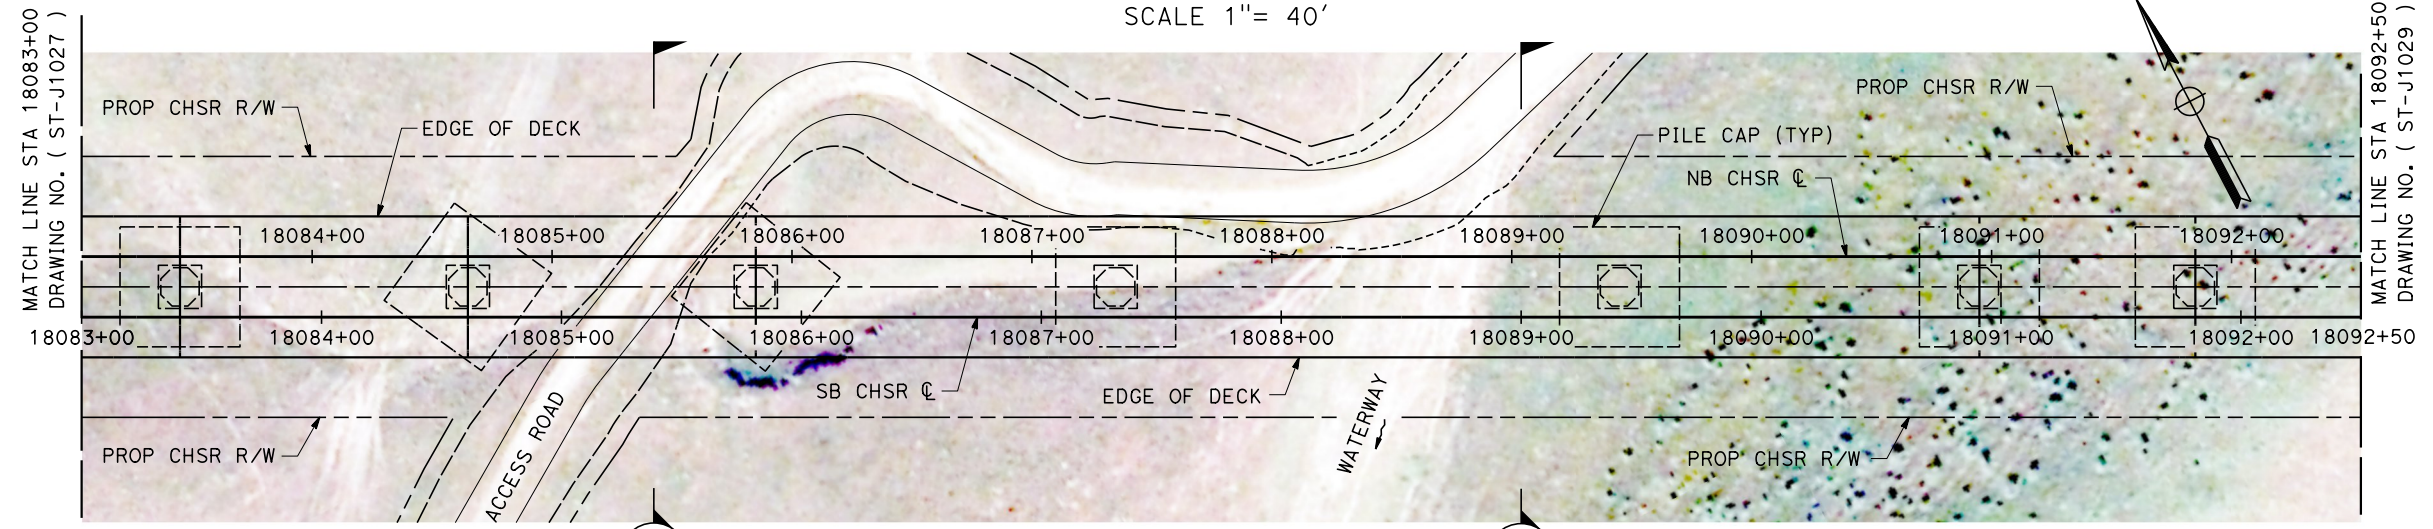 SCALE 1"= 40'
MATCH LINE STA 18083+00
DRAWING NO. ( ST-J1027 )
PROP CHSR R/W
EDGE OF DECK
PILE CAP (TYP)
NB CHSR ℄
PROP CHSR R/W
MATCH LINE STA 18092+50
DRAWING NO. ( ST-J1029 )
18084+00 18085+00 18086+00 18087+00 18088+00 18089+00 18090+00 18091+00 18092+00
18083+00 18084+00 18085+00 18086+00 18087+00 18088+00 18089+00 18090+00 18091+00 18092+00 18092+50
SB CHSR ℄
EDGE OF DECK
WATERWAY
ACCESS ROAD
PROP CHSR R/W
PROP CHSR R/W